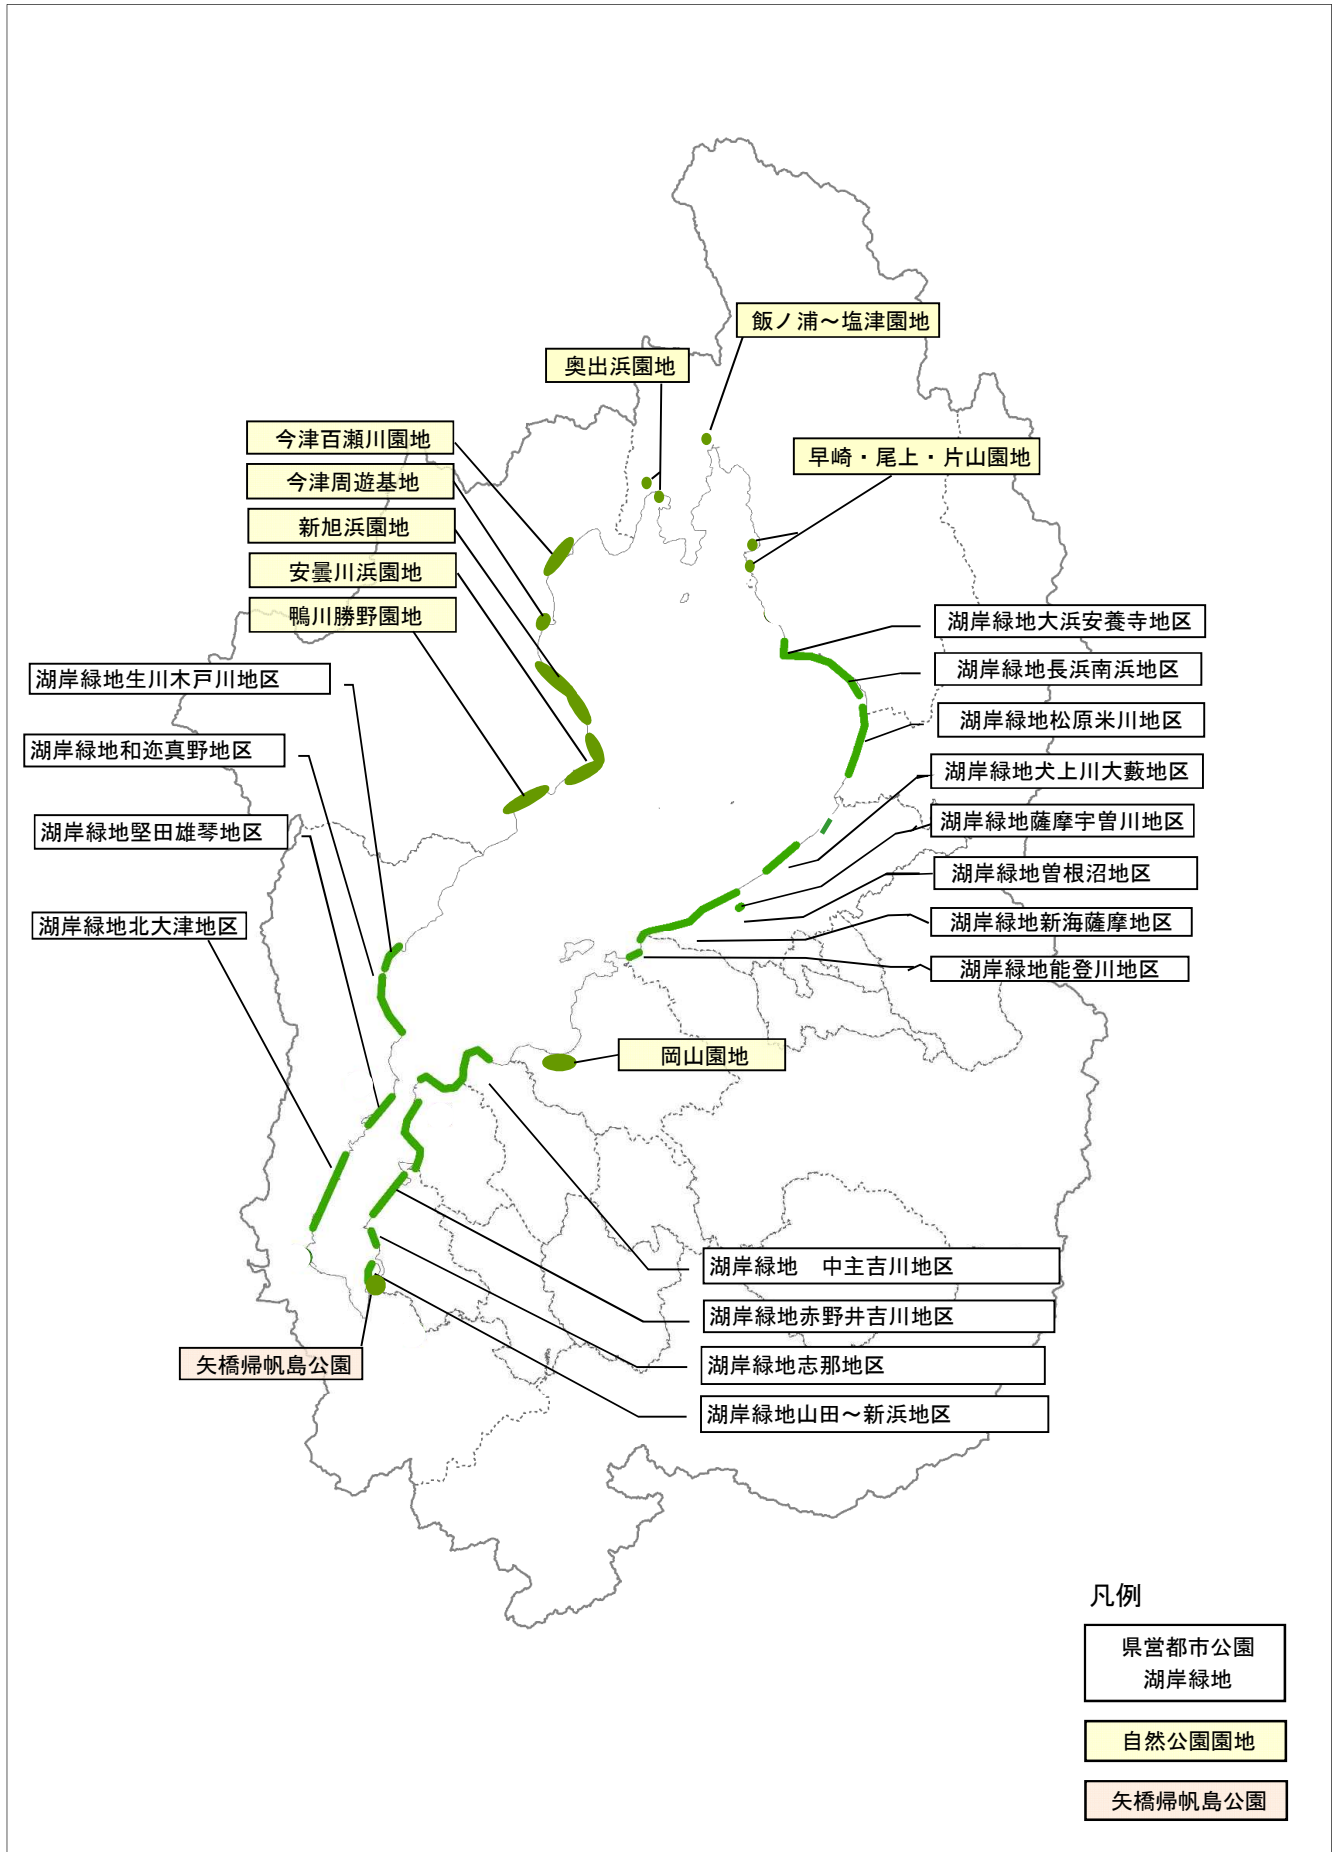 飯ノ浦～塩津園地
奥出浜園地
今津百瀬川園地
早崎・尾上・片山園地
今津周遊基地
新旭浜園地
安曇川浜園地
鴨川勝野園地
湖岸緑地大浜安養寺地区
湖岸緑地長浜南浜地区
湖岸緑地生川木戸川地区
湖岸緑地松原米川地区
湖岸緑地和迩真野地区
湖岸緑地犬上川大藪地区
湖岸緑地堅田雄琴地区
湖岸緑地薩摩宇曽川地区
湖岸緑地曽根沼地区
湖岸緑地北大津地区
湖岸緑地新海薩摩地区
湖岸緑地能登川地区
岡山園地
湖岸緑地　中主吉川地区
湖岸緑地赤野井吉川地区
矢橋帰帆島公園
湖岸緑地志那地区
湖岸緑地山田～新浜地区
凡例
県営都市公園
湖岸緑地
自然公園園地
矢橋帰帆島公園